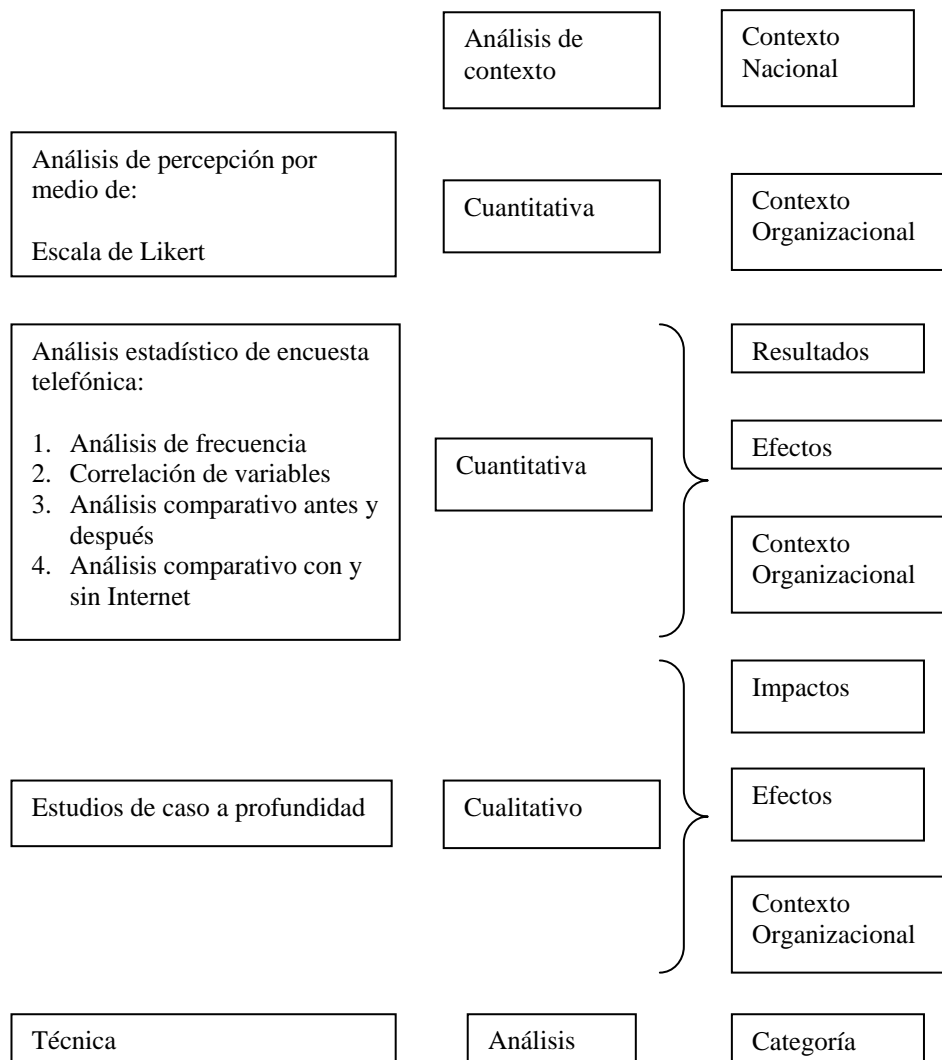 Análisis de
contexto
Contexto
Nacional
Análisis de percepción por
medio de:
Escala de Likert
Cuantitativa
Contexto
Organizacional
Análisis estadístico de encuesta
telefónica:
1. Análisis de frecuencia
2. Correlación de variables
3. Análisis comparativo antes y
después
4. Análisis comparativo con y
sin Internet
Cuantitativa
Resultados
Efectos
Contexto
Organizacional
Estudios de caso a profundidad
Cualitativo
Impactos
Efectos
Contexto
Organizacional
Técnica
Análisis
Categoría